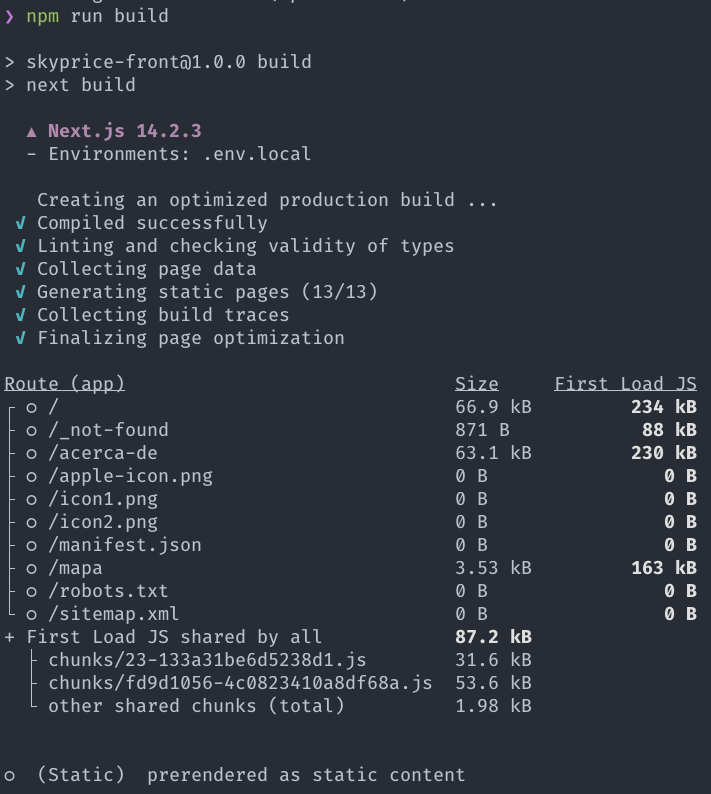 ❯ npm run build
> skyprice-front@1.0.0 build
> next build
▲ Next.js 14.2.3
- Environments: .env.local
Creating an optimized production build ...
✓ Compiled successfully
✓ Linting and checking validity of types
✓ Collecting page data
✓ Generating static pages (13/13)
✓ Collecting build traces
✓ Finalizing page optimization
Route (app) Size First Load JS
┌ ○ / 66.9 kB 234 kB
├ ○ /_not-found 871 B 88 kB
├ ○ /acerca-de 63.1 kB 230 kB
├ ○ /apple-icon.png 0 B 0 B
├ ○ /icon1.png 0 B 0 B
├ ○ /icon2.png 0 B 0 B
├ ○ /manifest.json 0 B 0 B
├ ○ /mapa 3.53 kB 163 kB
├ ○ /robots.txt 0 B 0 B
└ ○ /sitemap.xml 0 B 0 B
+ First Load JS shared by all 87.2 kB
├ chunks/23-133a31be6d5238d1.js 31.6 kB
├ chunks/fd9d1056-4c0823410a8df68a.js 53.6 kB
└ other shared chunks (total) 1.98 kB
○ (Static) prerendered as static content